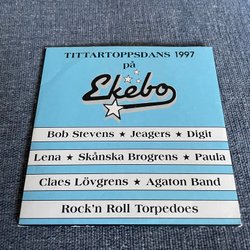 TITTARTOPPSDANS 1997
på
Ekebo
Bob Stevens ★ Jeagers ★ Digit
Lena ★ Skånska Brogrens ★ Paula
Claes Lövgrens ★ Agaton Band
Rock'n Roll Torpedoes